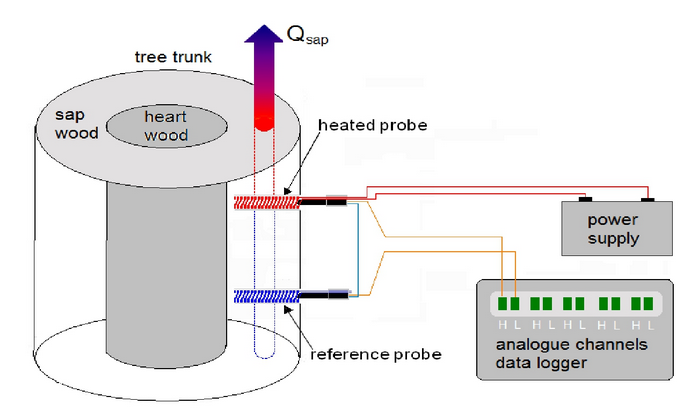 Qsap
tree trunk
sap
wood
heart
wood
heated probe
power
supply
H L H L H L H L H L
analogue channels
data logger
reference probe